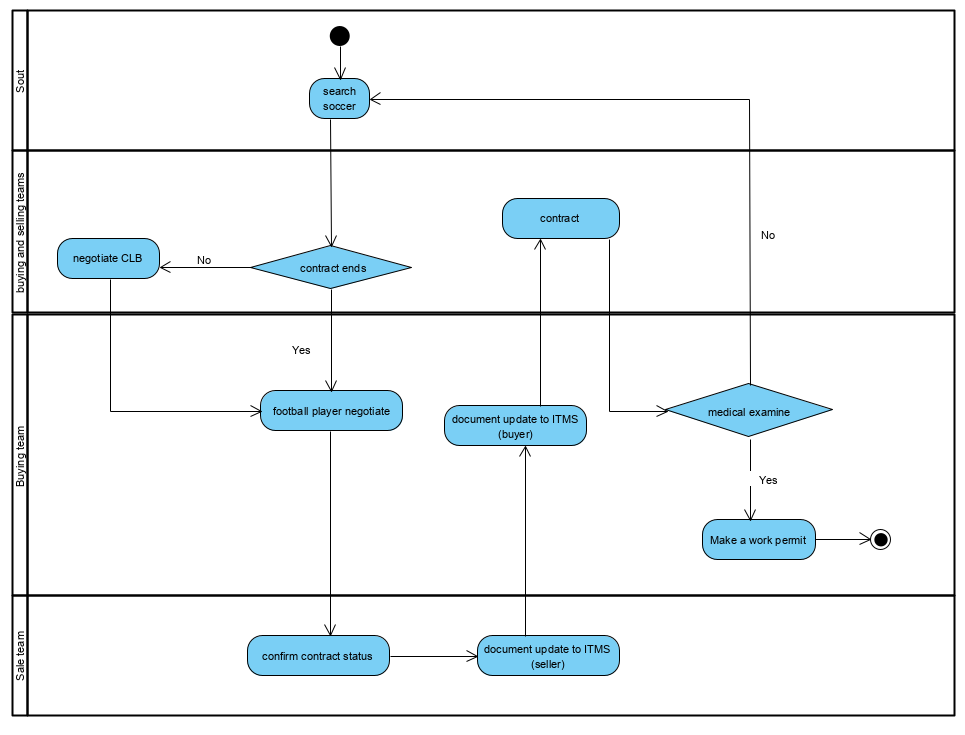 Sout
search
soccer
buying and selling teams
contract
negotiate CLB
No
contract ends
No
Buying team
Yes
football player negotiate
document update to ITMS
(buyer)
medical examine
Yes
Make a work permit
Sale team
confirm contract status
document update to ITMS
(seller)